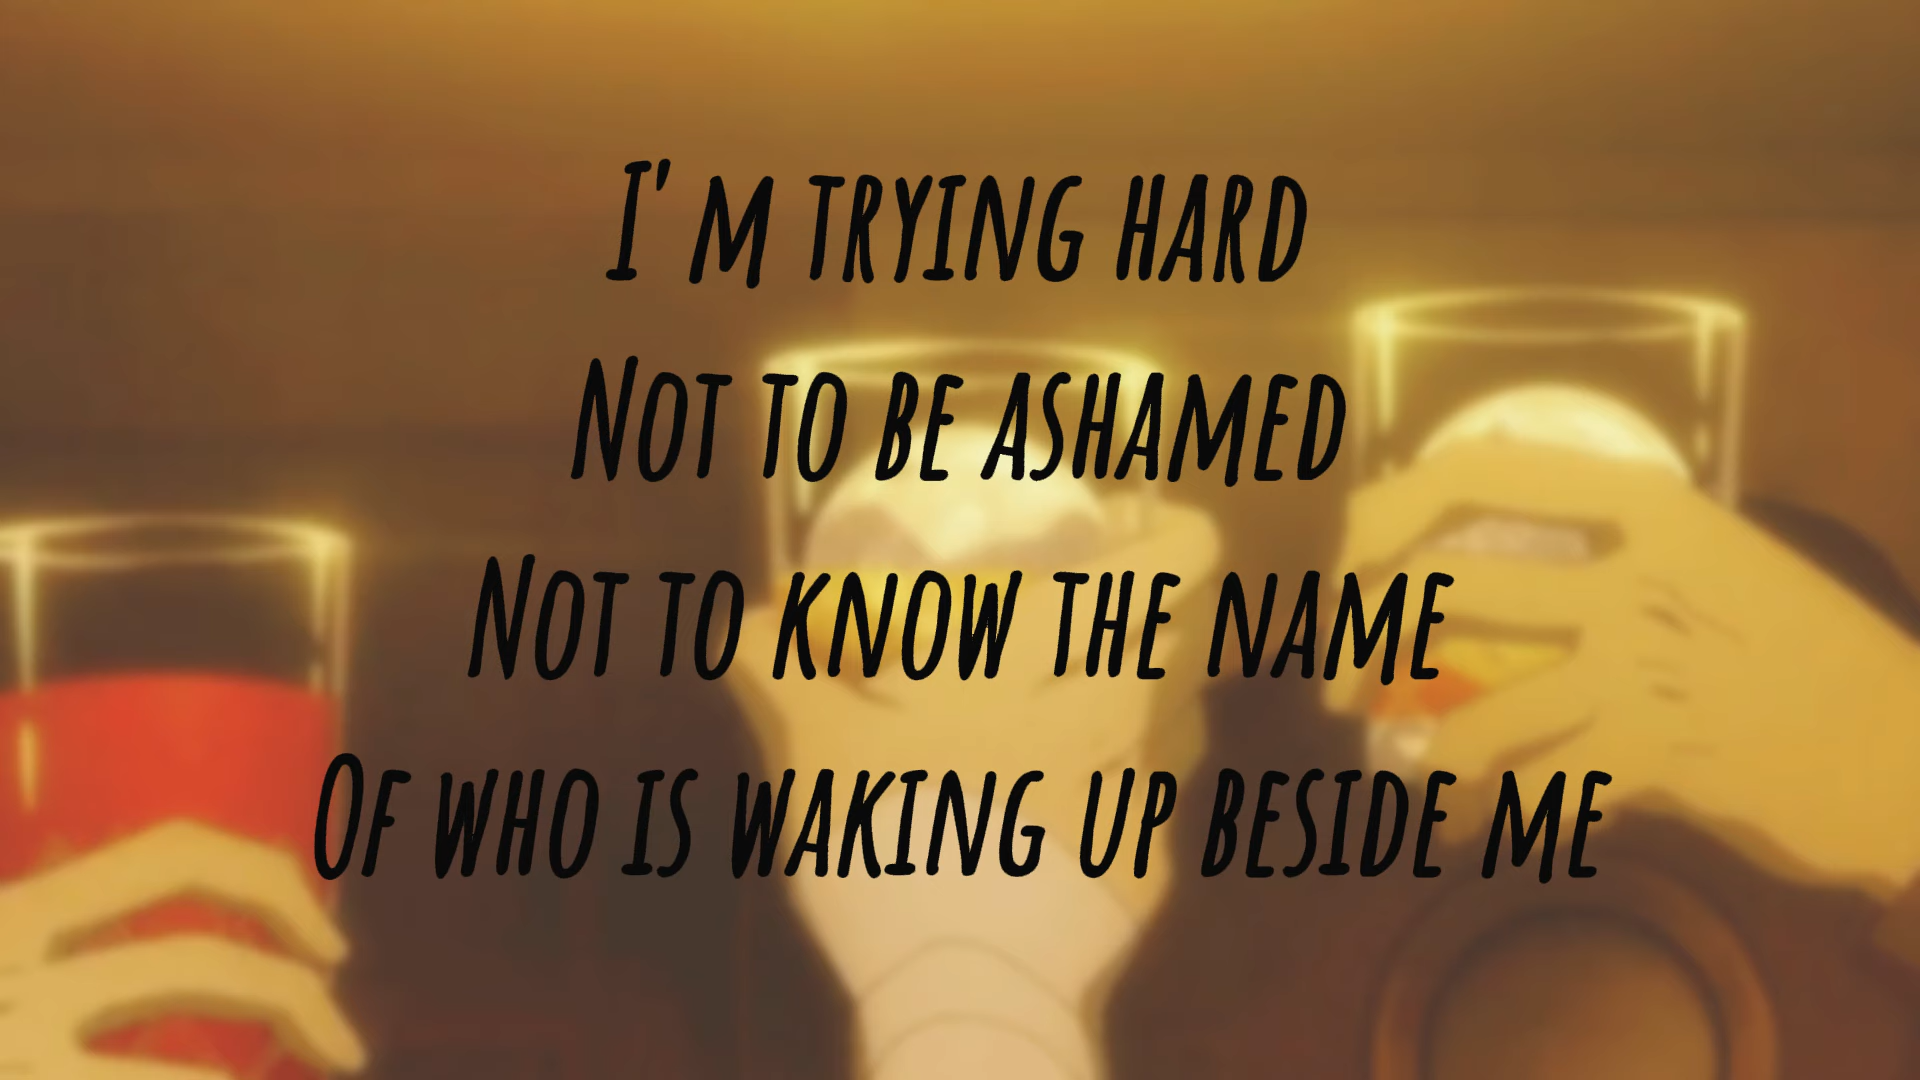 I'm trying hard
Not to be ashamed
Not to know the name
Of who is waking up beside me